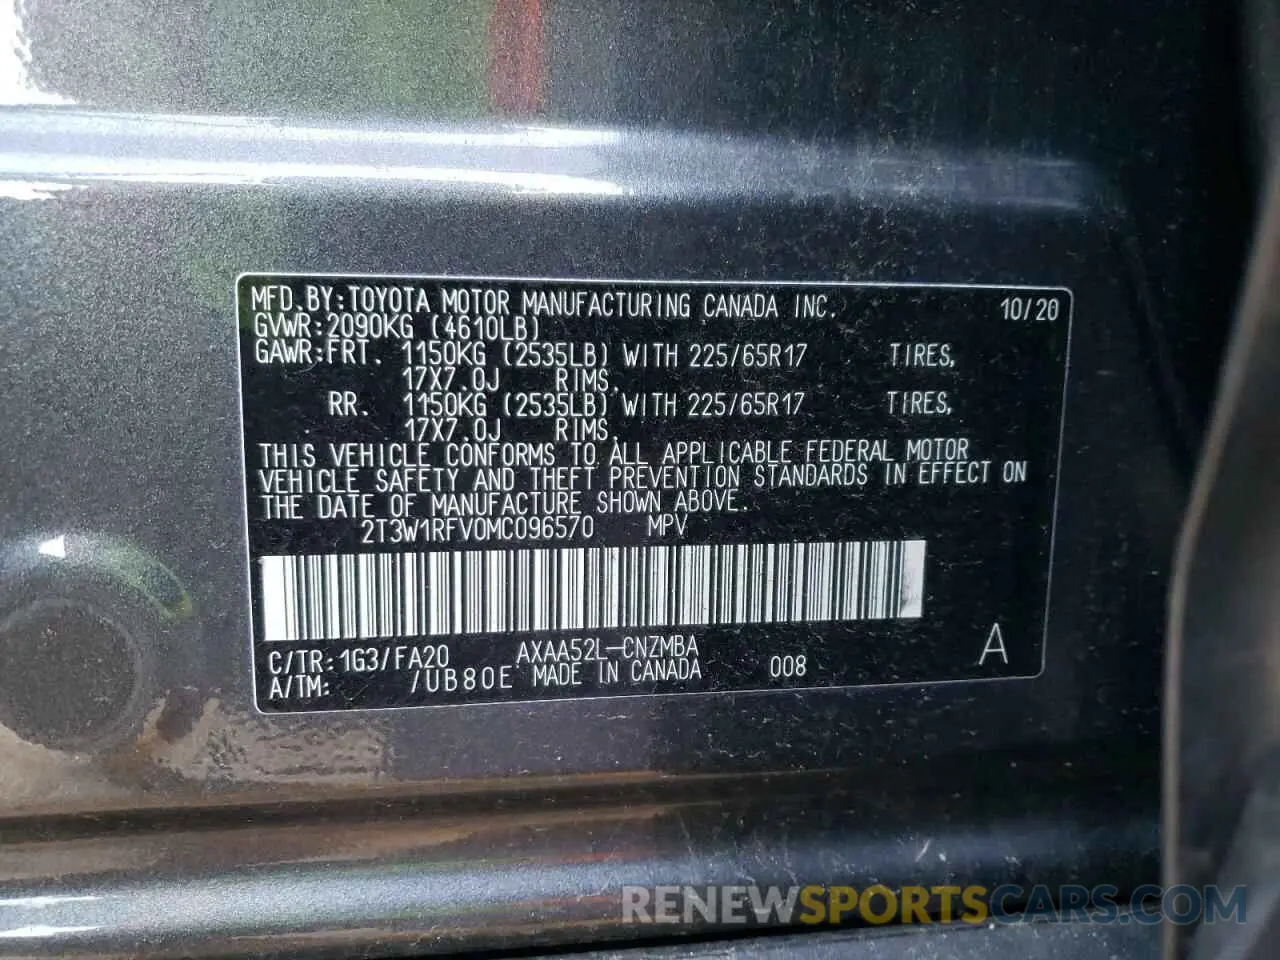 MFD.BY:TOYOTA MOTOR MANUFACTURING CANADA INC. 10/20
GVWR:2090KG (4610LB)
GAWR:FRT. 1150KG (2535LB) WITH 225/65R17 TIRES,
17X7.0J RIMS.
RR. 1150KG (2535LB) WITH 225/65R17 TIRES,
17X7.0J RIMS.
THIS VEHICLE CONFORMS TO ALL APPLICABLE FEDERAL MOTOR
VEHICLE SAFETY AND THEFT PREVENTION STANDARDS IN EFFECT ON
THE DATE OF MANUFACTURE SHOWN ABOVE.
2T3W1RFV0MC096570 MPV
C/TR:1G3/FA20 AXAA52L-CNZMBA A
A/TM: /UB80E MADE IN CANADA 008
RENEWSPORTSCARS.COM